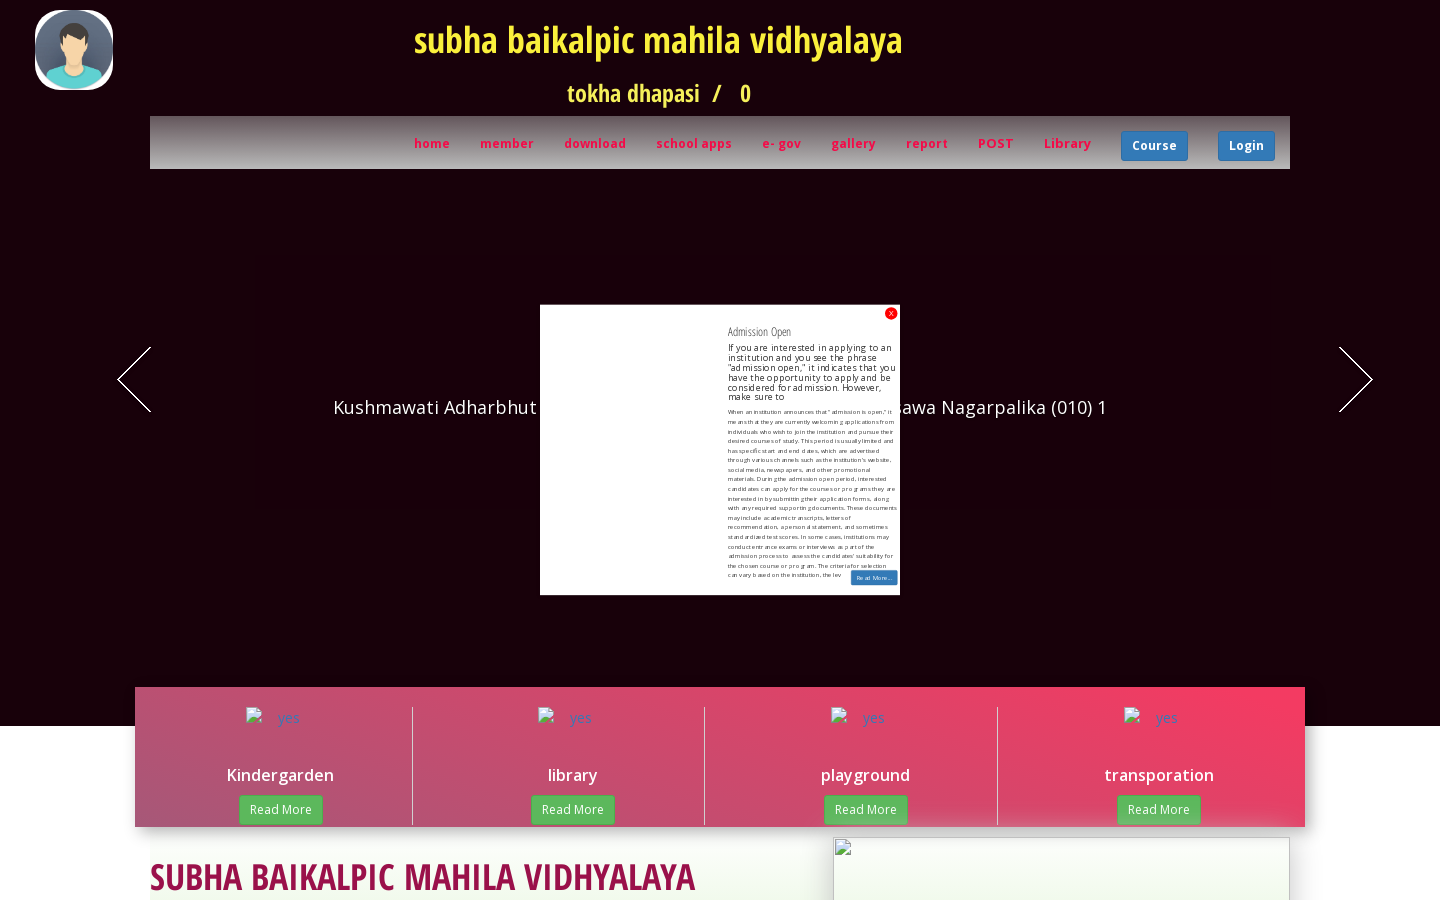 subha baikalpic mahila vidhyalaya
tokha dhapasi / 0
home member download school apps e- gov gallery report POST Library Course Login
X
Admission Open
If you are interested in applying to an
institution and you see the phrase
"admission open," it indicates that you
have the opportunity to apply and be
considered for admission. However,
make sure to
Kushmawati Adharbhut
sawa Nagarpalika (010) 1
When an institution announces that "admission is open," it
means that they are currently welcoming applications from
individuals who wish to join the institution and pursue their
desired courses of study. This period is usually limited and
has specific start and end dates, which are advertised
through various channels such as the institution's website,
social media, newspapers, and other promotional
materials. During the admission open period, interested
candidates can apply for the courses or programs they are
interested in by submitting their application forms, along
with any required supporting documents. These documents
may include academic transcripts, letters of
recommendation, a personal statement, and sometimes
standardized test scores. In some cases, institutions may
conduct entrance exams or interviews as part of the
admission process to assess the candidates' suitability for
the chosen course or program. The criteria for selection
can vary based on the institution, the lev
Read More...
yes yes yes yes
Kindergarden library playground transporation
Read More Read More Read More Read More
SUBHA BAIKALPIC MAHILA VIDHYALAYA